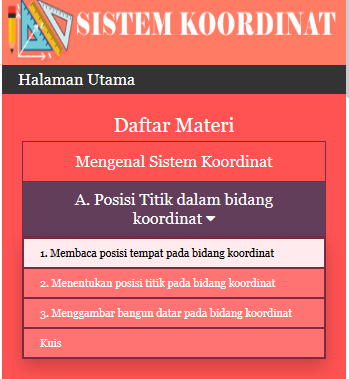 SISTEM KOORDINAT
Halaman Utama
Daftar Materi
Mengenal Sistem Koordinat
A. Posisi Titik dalam bidang
koordinat
1. Membaca posisi tempat pada bidang koordinat
2. Menentukan posisi titik pada bidang koordinat
3. Menggambar bangun datar pada bidang koordinat
Kuis